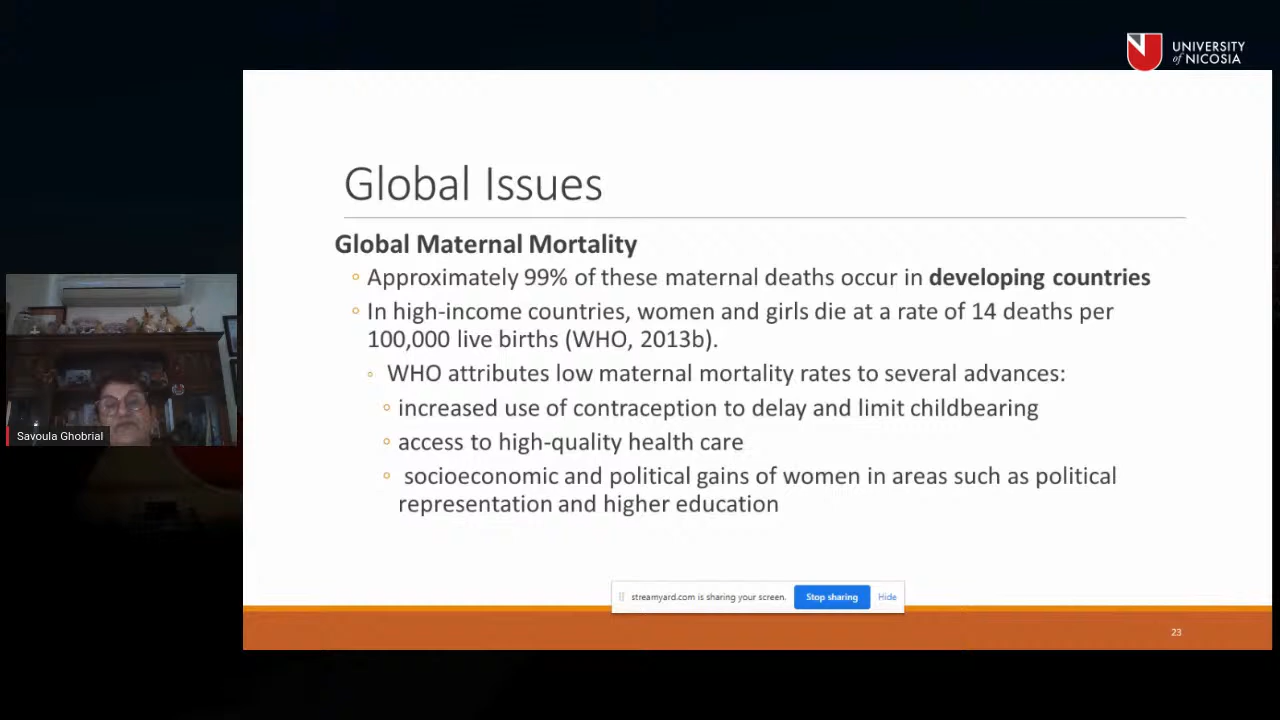 UNIVERSITY
of NICOSIA
Global Issues
Global Maternal Mortality
◦ Approximately 99% of these maternal deaths occur in developing countries
◦ In high-income countries, women and girls die at a rate of 14 deaths per
100,000 live births (WHO, 2013b).
◦ WHO attributes low maternal mortality rates to several advances:
◦ increased use of contraception to delay and limit childbearing
◦ access to high-quality health care
◦ socioeconomic and political gains of women in areas such as political
representation and higher education
Savoula Ghobrial
streamyard.com is sharing your screen. Stop sharing Hide
23